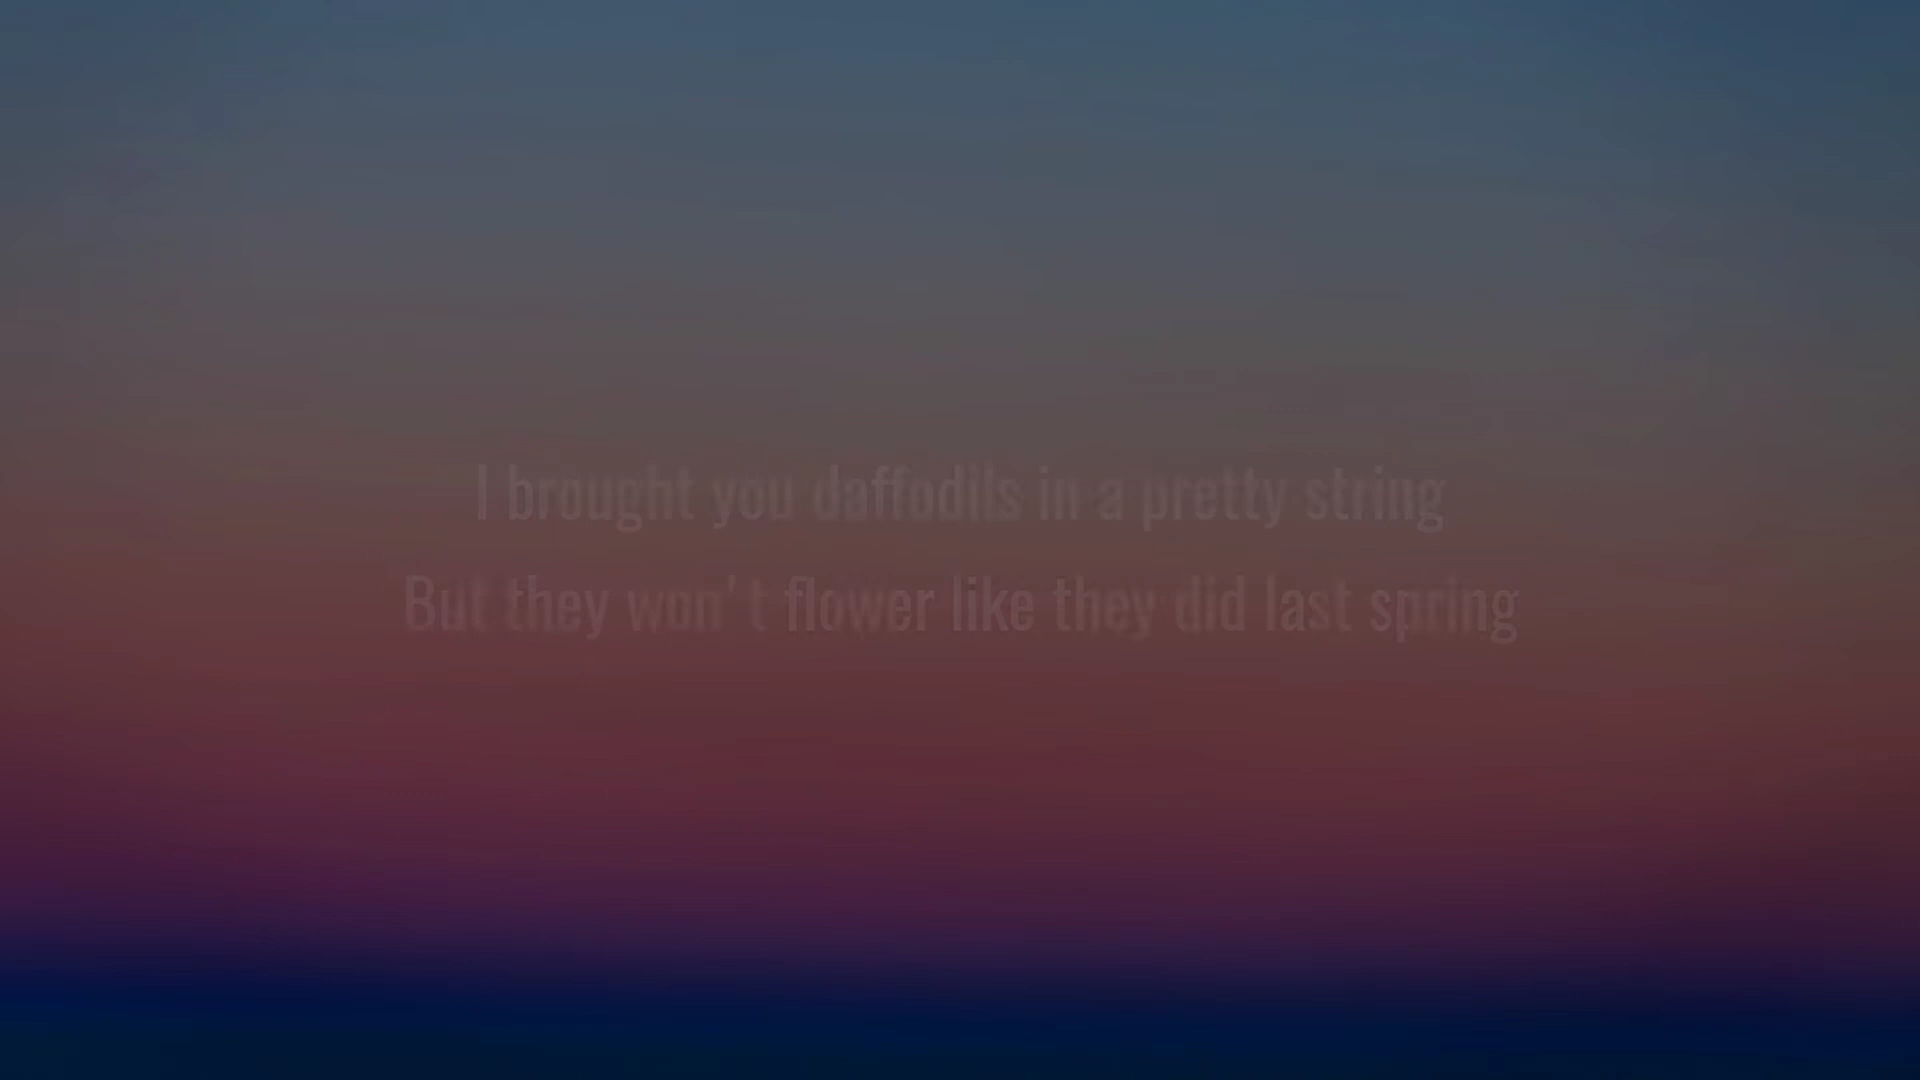 I brought you daffodils in a pretty string
But they won't flower like they did last spring